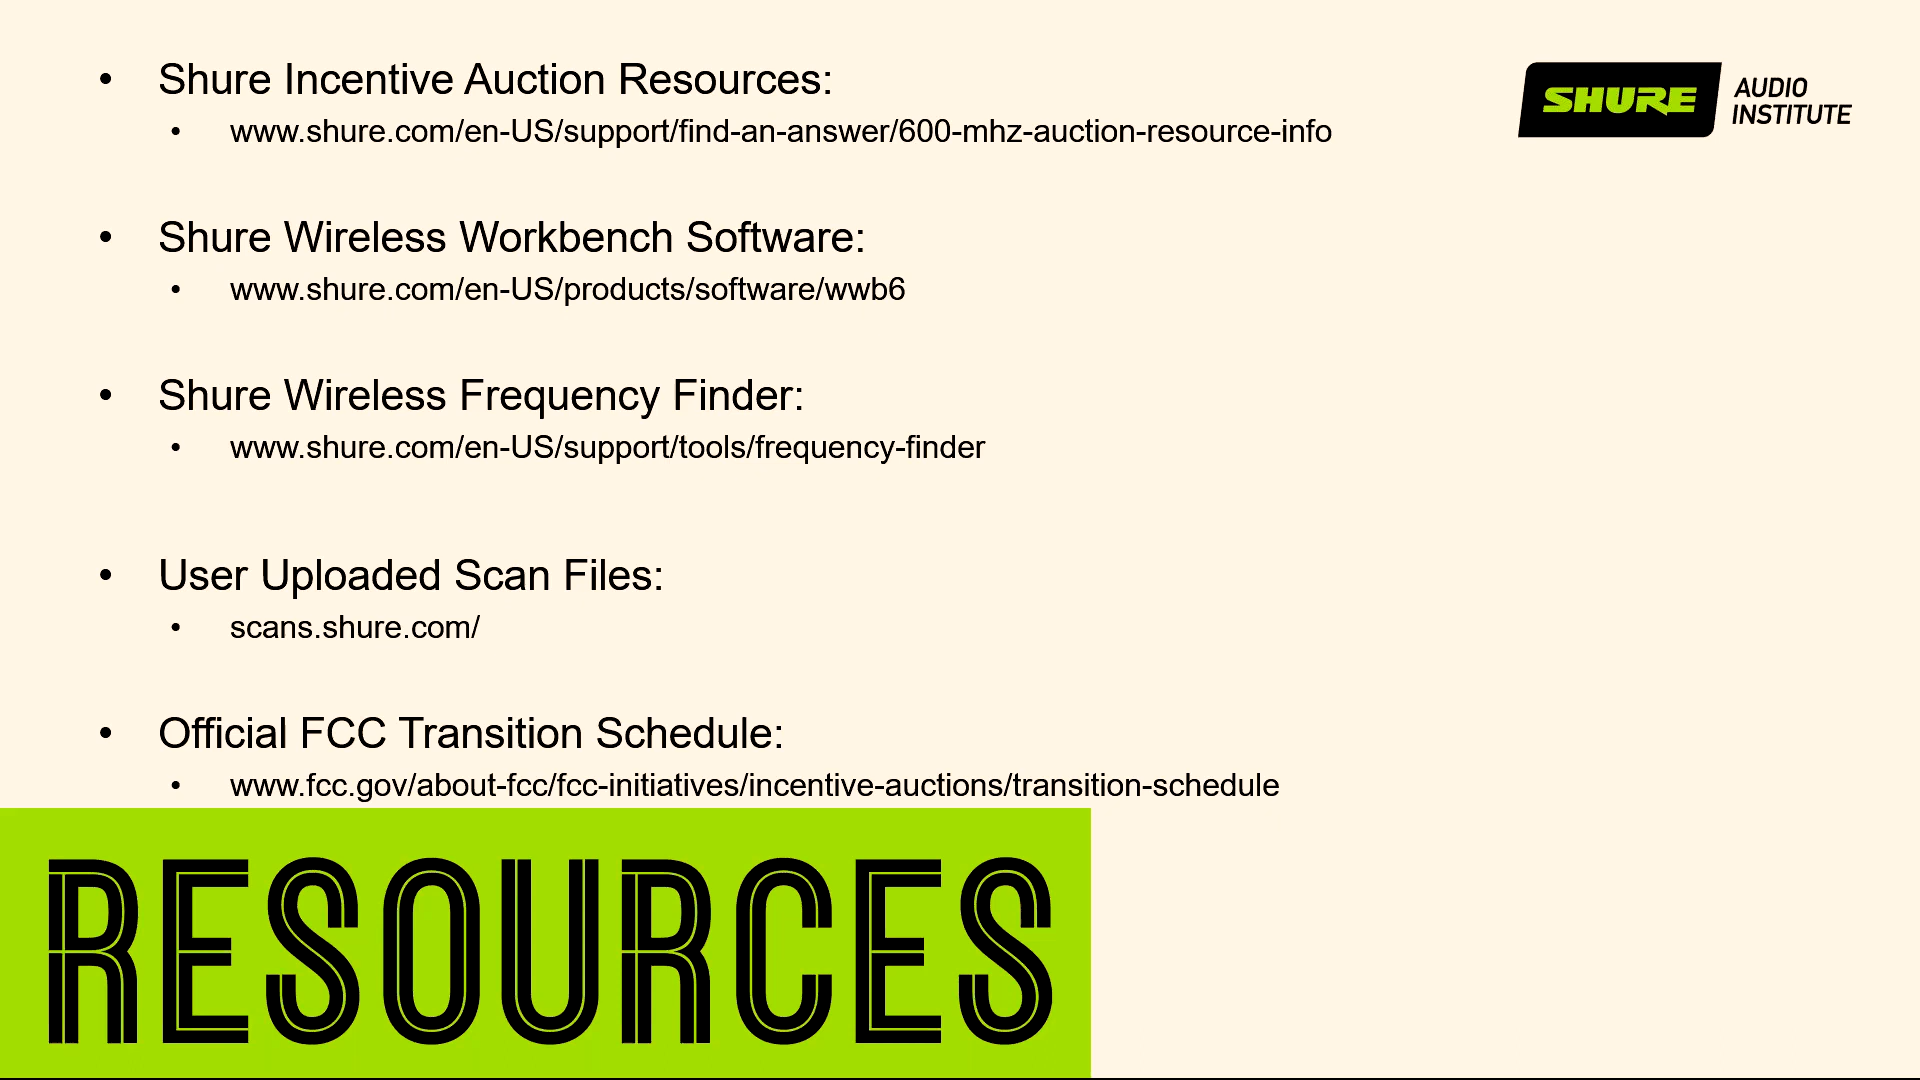 • Shure Incentive Auction Resources:
• www.shure.com/en-US/support/find-an-answer/600-mhz-auction-resource-info
SHURE AUDIO INSTITUTE
• Shure Wireless Workbench Software:
• www.shure.com/en-US/products/software/wwb6
• Shure Wireless Frequency Finder:
• www.shure.com/en-US/support/tools/frequency-finder
• User Uploaded Scan Files:
• scans.shure.com/
• Official FCC Transition Schedule:
• www.fcc.gov/about-fcc/fcc-initiatives/incentive-auctions/transition-schedule
RESOURCES